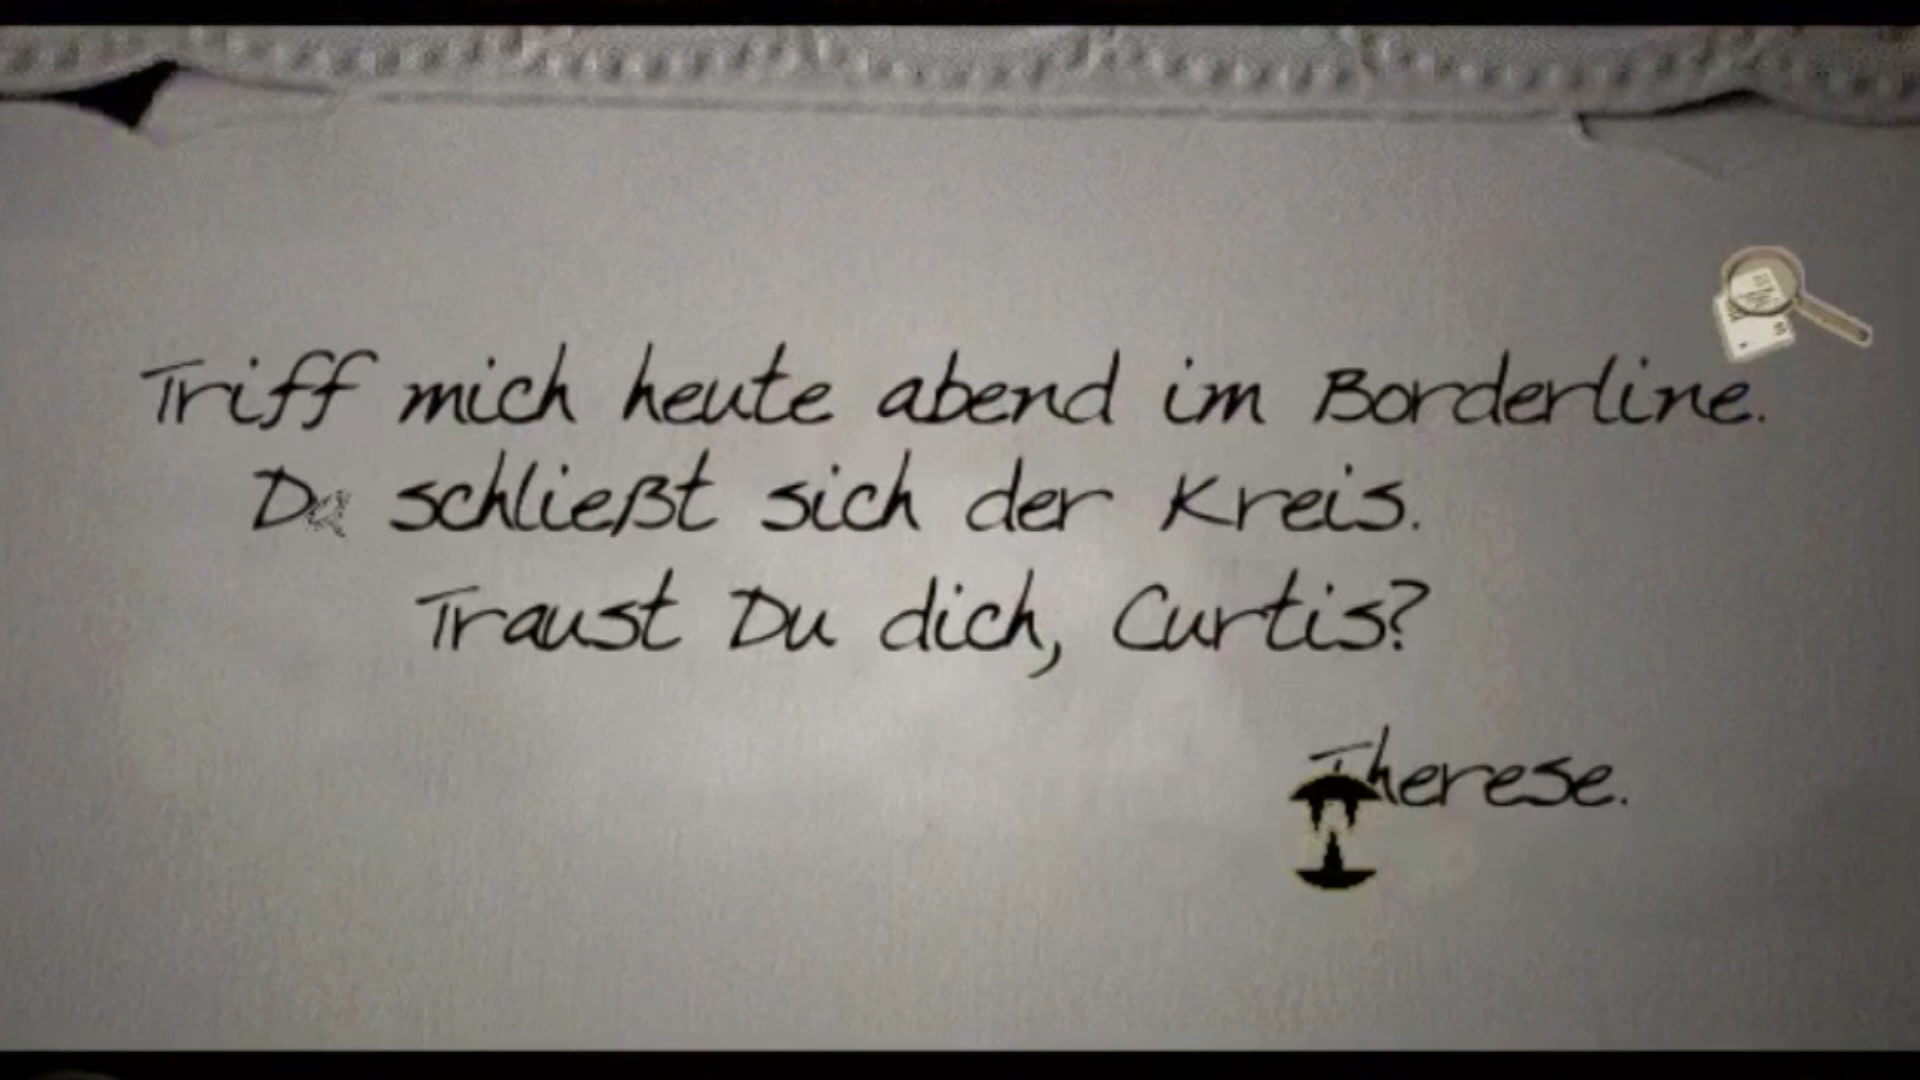 Triff mich heute abend im Borderline.
Da schließt sich der Kreis.
Traust Du dich, Curtis?
Therese.